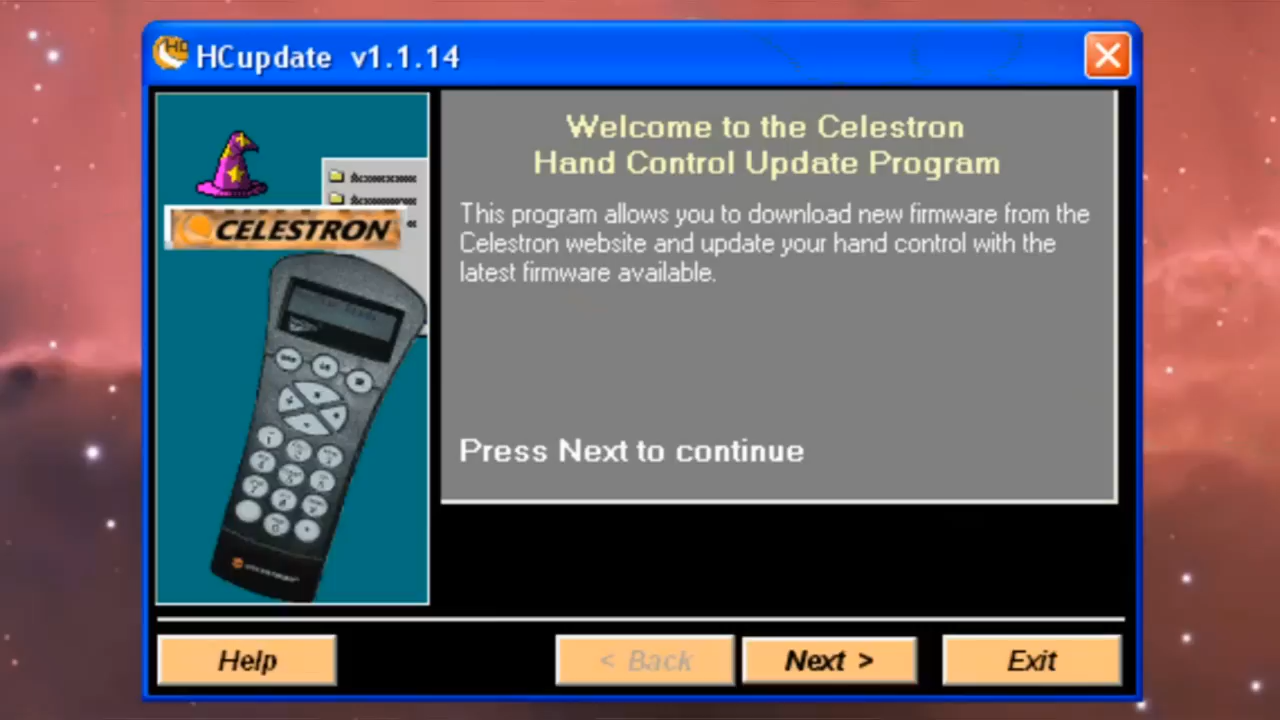 HCupdate v1.1.14
CELESTRON
Welcome to the Celestron
Hand Control Update Program
This program allows you to download new firmware from the
Celestron website and update your hand control with the
latest firmware available.
Press Next to continue
Help
< Back
Next >
Exit